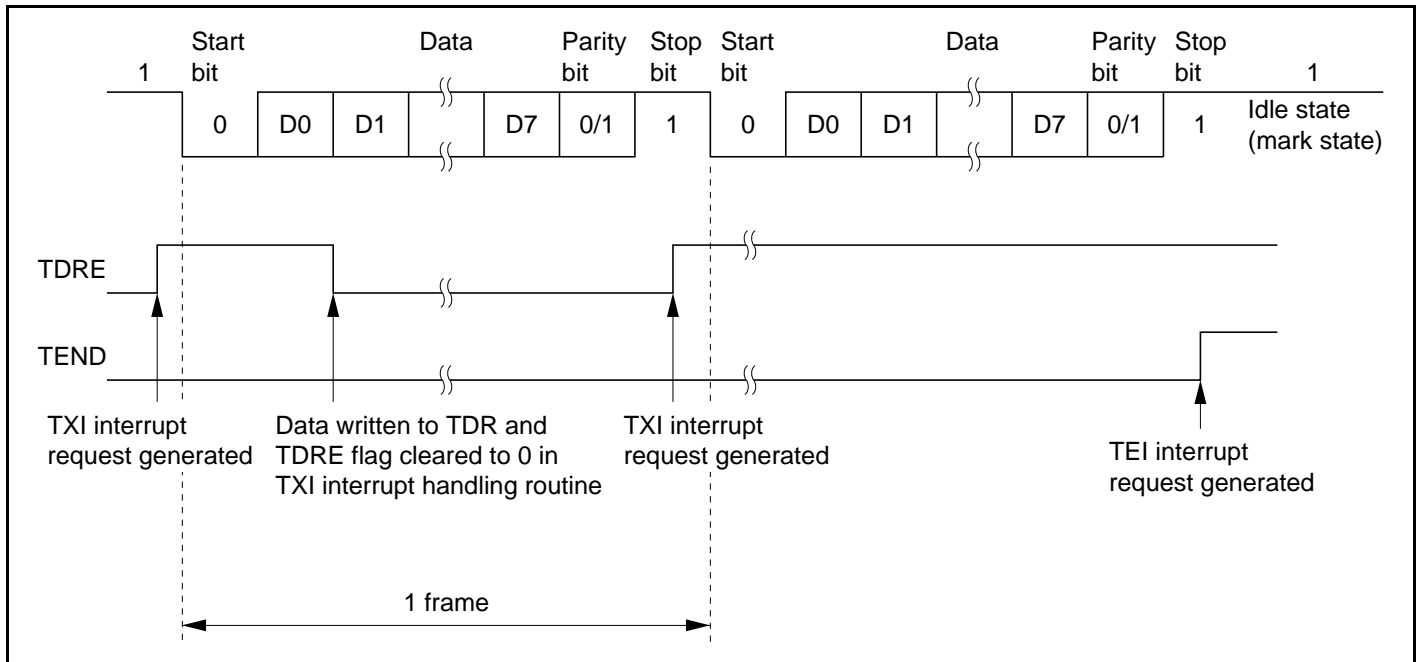 Start Data Parity Stop Start Data Parity Stop
1 bit bit bit bit bit bit 1
0 D0 D1 D7 0/1 1 0 D0 D1 D7 0/1 1 Idle state
(mark state)
TDRE
TEND
TXI interrupt
request generated
Data written to TDR and
TDRE flag cleared to 0 in
TXI interrupt handling routine
TXI interrupt
request generated
TEI interrupt
request generated
1 frame